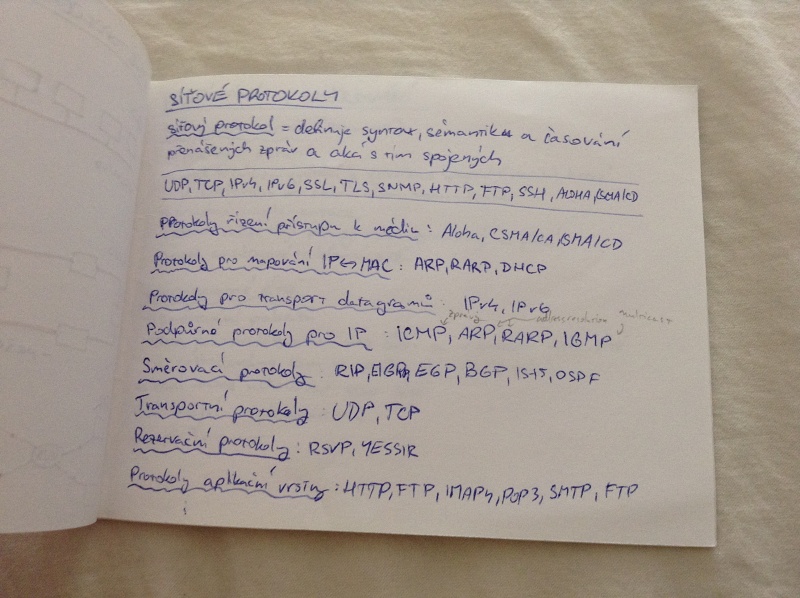 SÍŤOVÉ PROTOKOLY
síťový protokol = definuje syntax, sémantiku a časování
přenášených zpráv a akcí s tím spojených
UDP, TCP, IPv4, IPv6, SSL, TLS, SNMP, HTTP, FTP, SSH, ALOHA, CSMA/CD
Protokoly řízení přístupu k médiu : Aloha, CSMA/CA, CSMA/CD
Protokoly pro mapování IP↔MAC : ARP, RARP, DHCP
Protokoly pro transport datagramů : IPv4, IPv6
zprávy address resolution multicast
Podpůrné protokoly pro IP : ICMP, ARP, RARP, IGMP
Směrovací protokoly : RIP, EIGRP, EGP, BGP, IS-IS, OSPF
Transportní protokoly : UDP, TCP
Rezervační protokoly : RSVP, YESSIR
Protokoly aplikační vrstvy : HTTP, FTP, IMAP4, POP3, SMTP, FTP